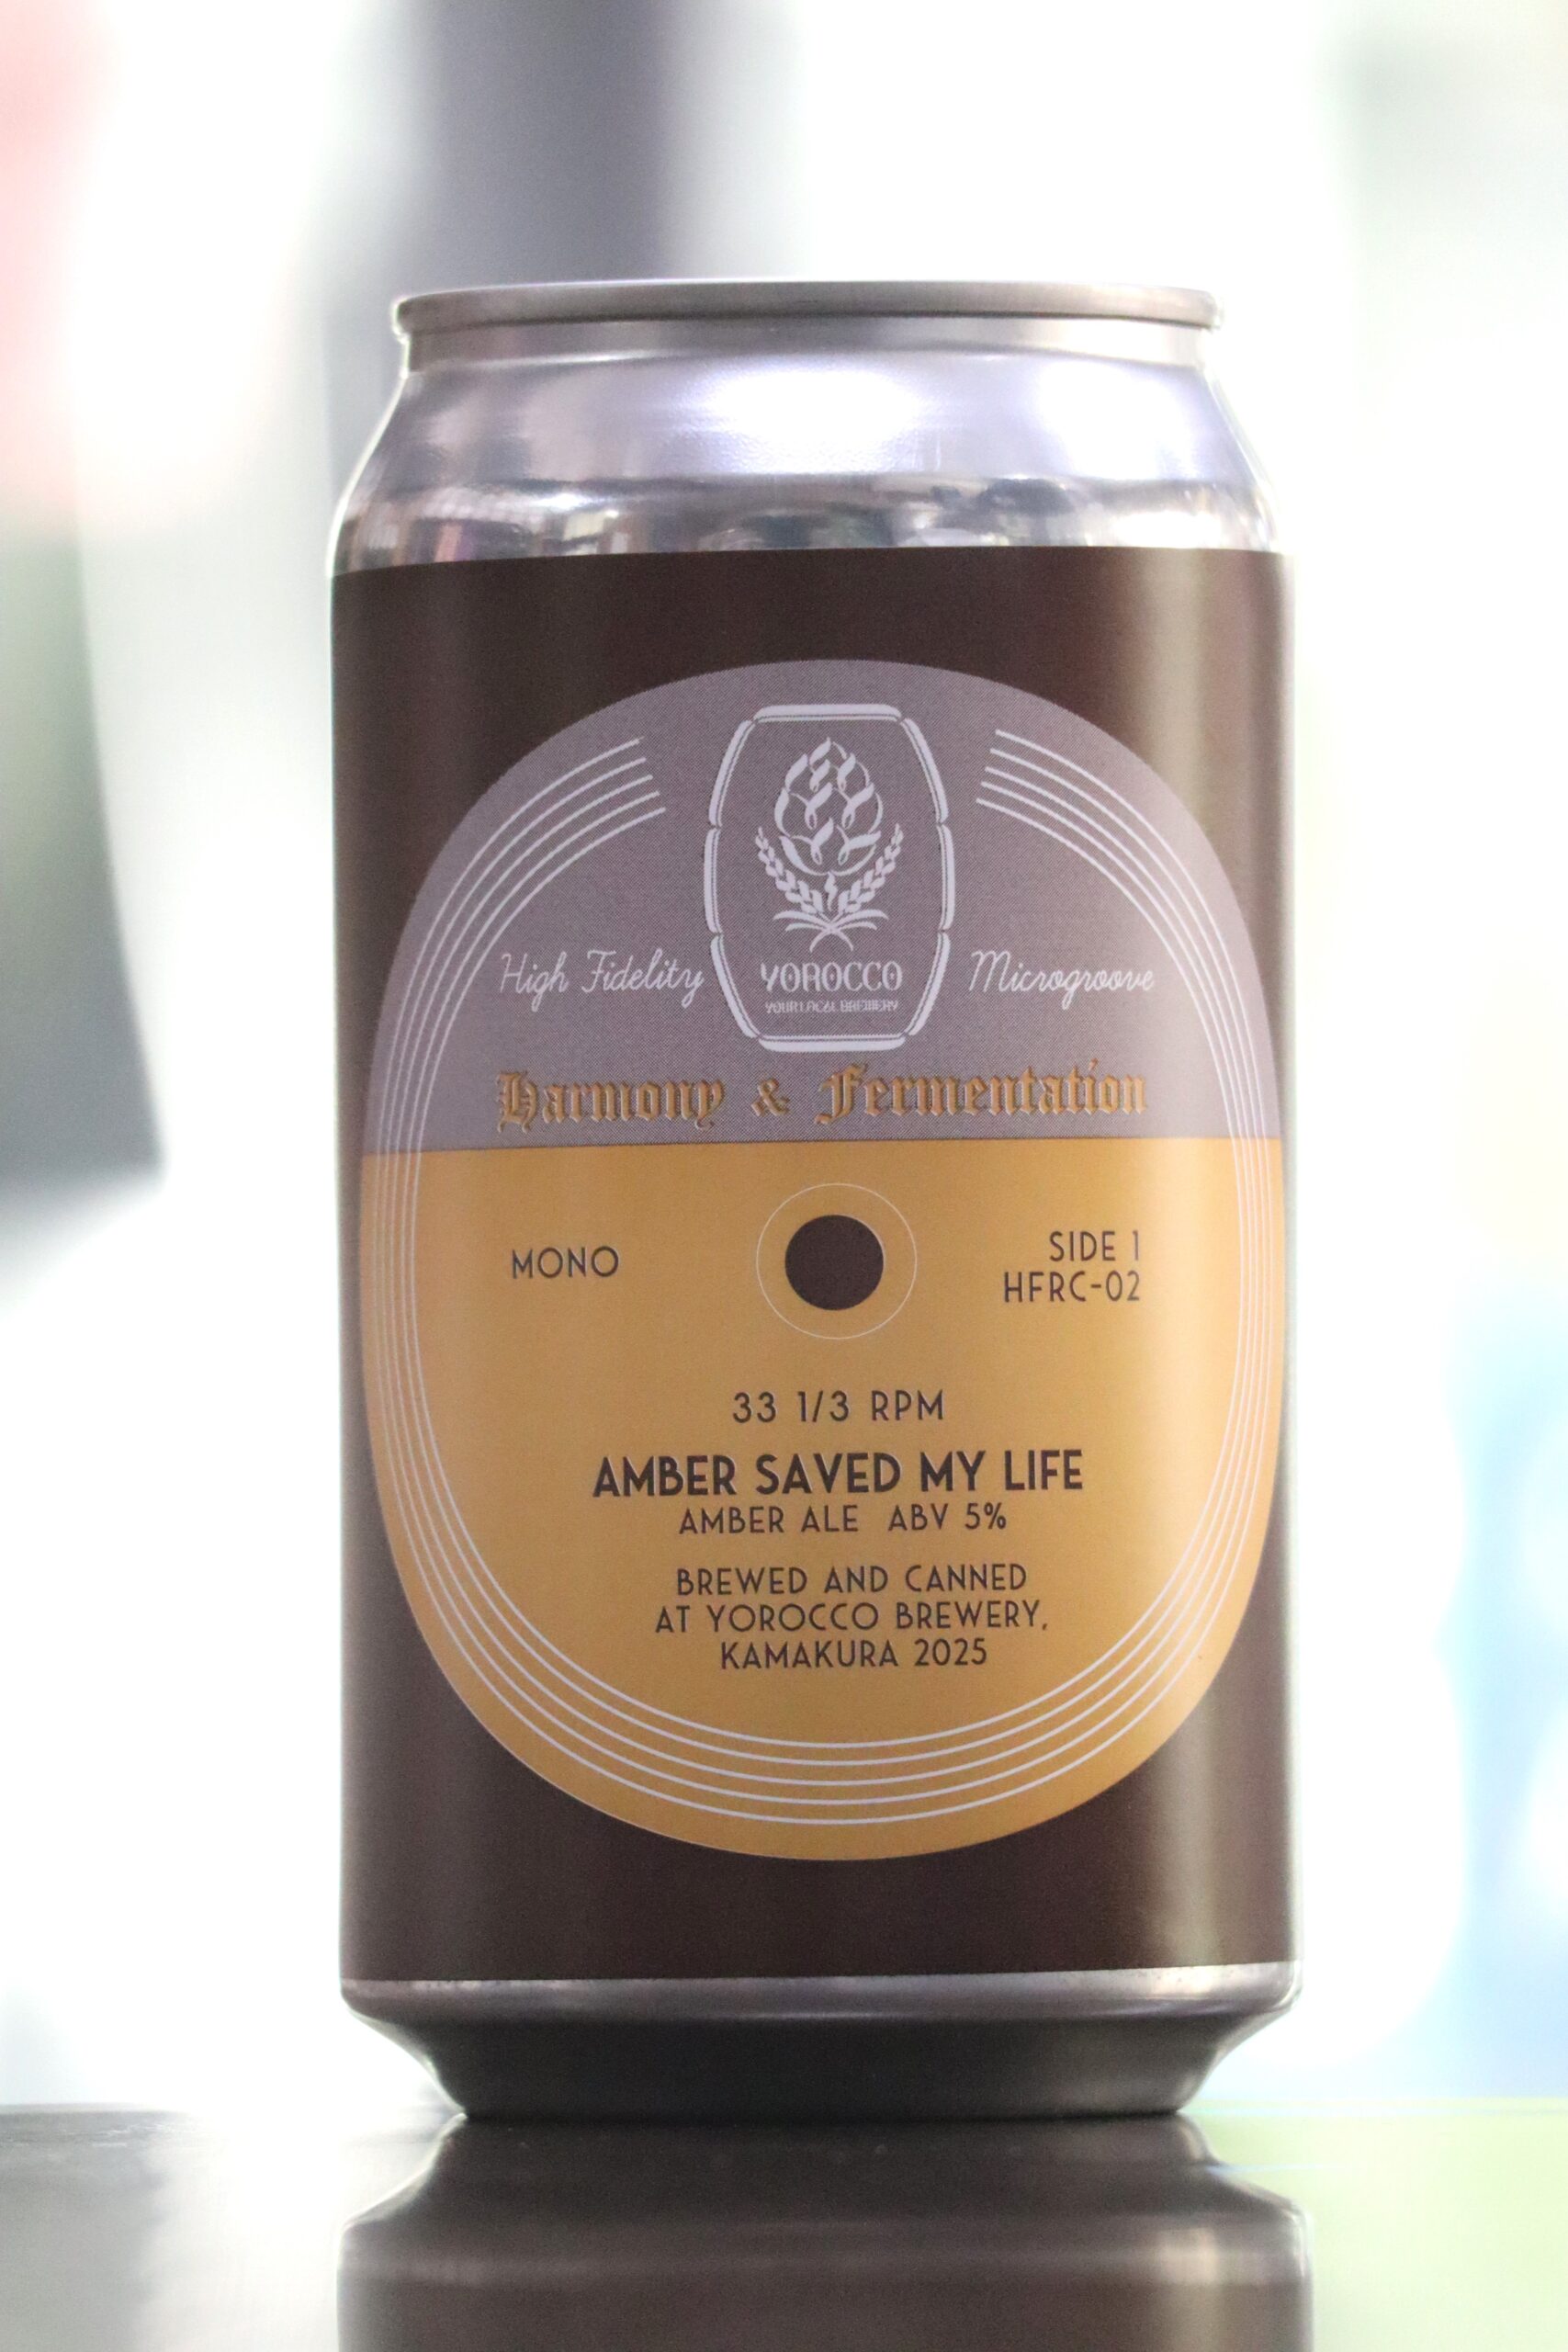 High Fidelity
YOROCCO
YOUR LOCAL BREWERY
Microgroove
Harmony & Fermentation
MONO
SIDE 1
HFRC-02
33 1/3 RPM
AMBER SAVED MY LIFE
AMBER ALE ABV 5%
BREWED AND CANNED
AT YOROCCO BREWERY,
KAMAKURA 2025